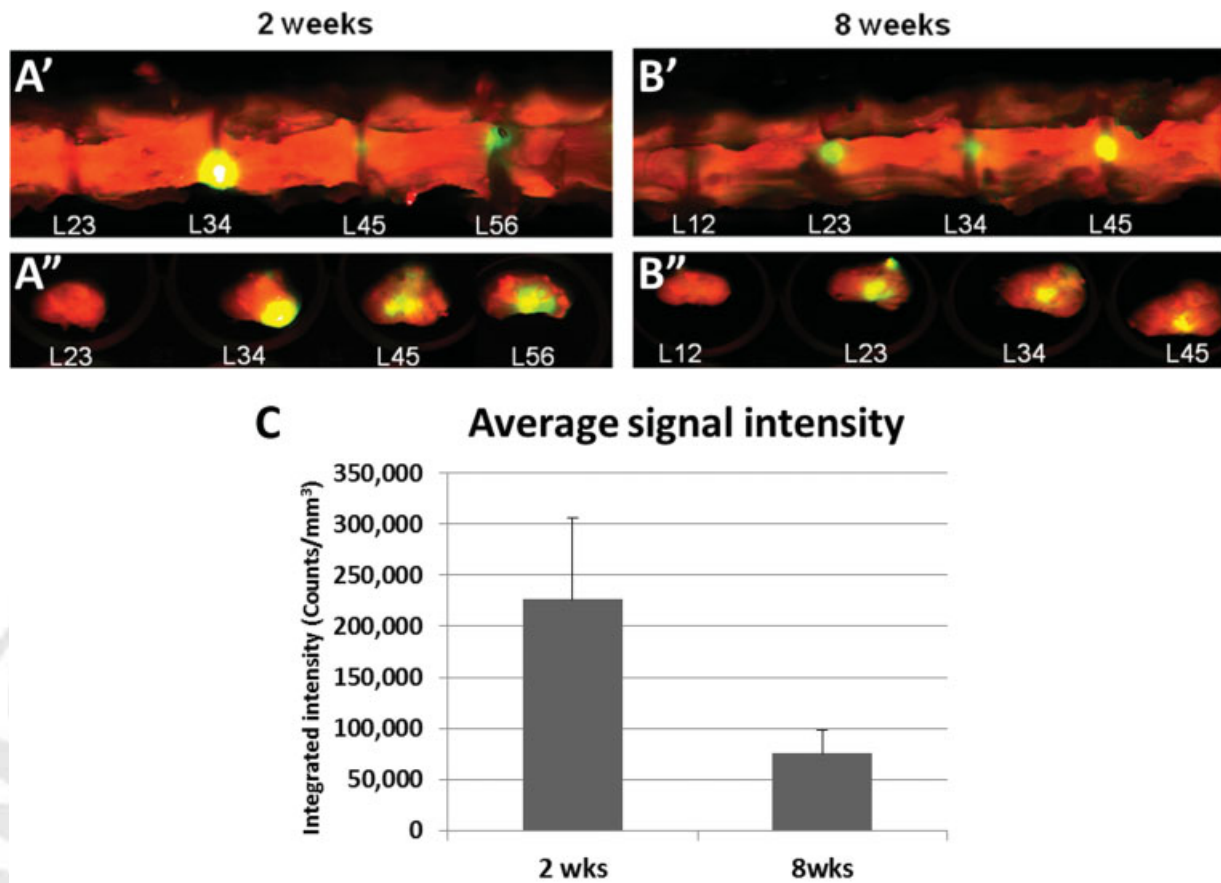 2 weeks
8 weeks
A'
B'
L23 L34 L45 L56
L12 L23 L34 L45
A"
B"
L23 L34 L45 L56
L12 L23 L34 L45
C Average signal intensity
Integrated intensity (Counts/mm³)
350,000
300,000
250,000
200,000
150,000
100,000
50,000
0
2 wks 8wks